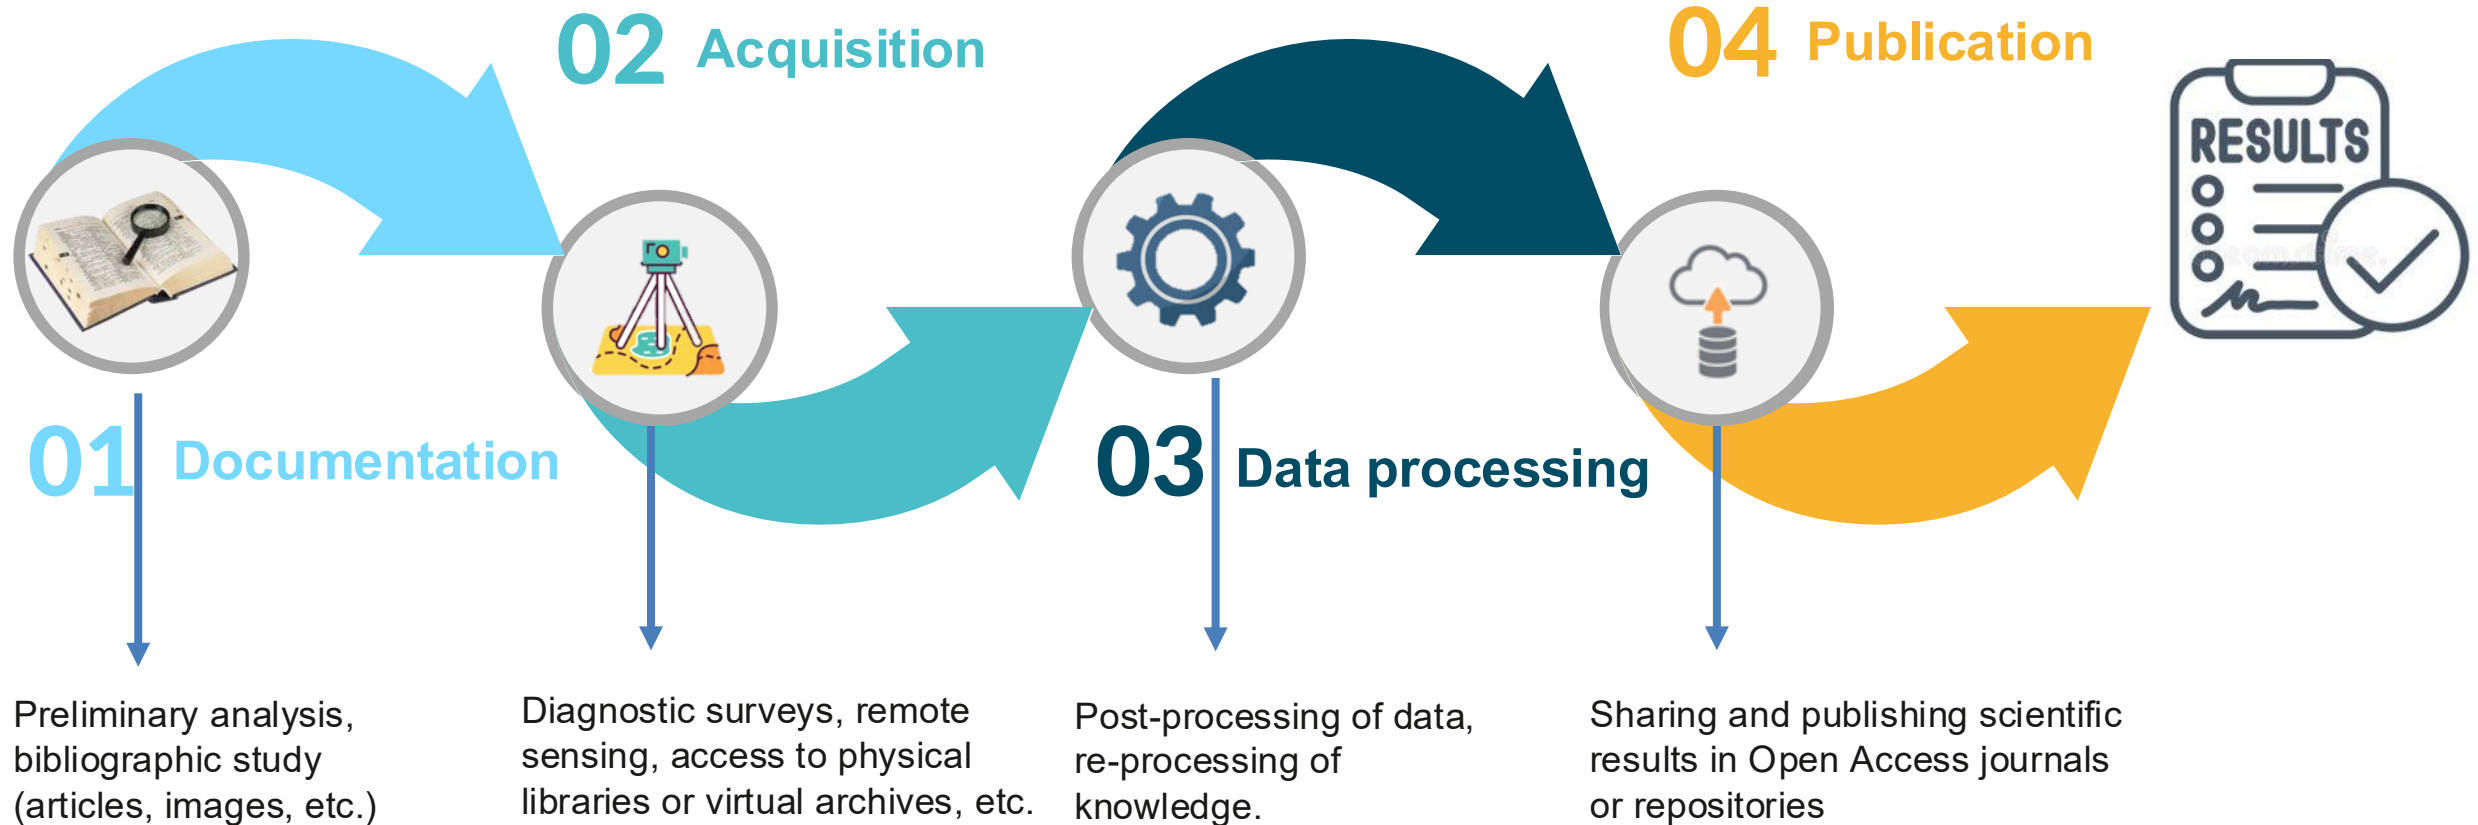 01 Documentation
Preliminary analysis,
bibliographic study
(articles, images, etc.)
02 Acquisition
Diagnostic surveys, remote
sensing, access to physical
libraries or virtual archives, etc.
03 Data processing
Post-processing of data,
re-processing of
knowledge.
04 Publication
Sharing and publishing scientific
results in Open Access journals
or repositories
RESULTS